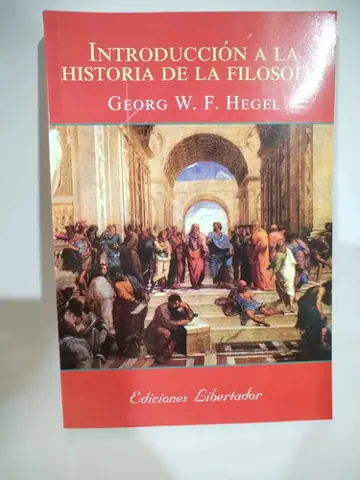 INTRODUCCIÓN A LA
HISTORIA DE LA
GEORG W. F. HEGEL
Ediciones Libertador